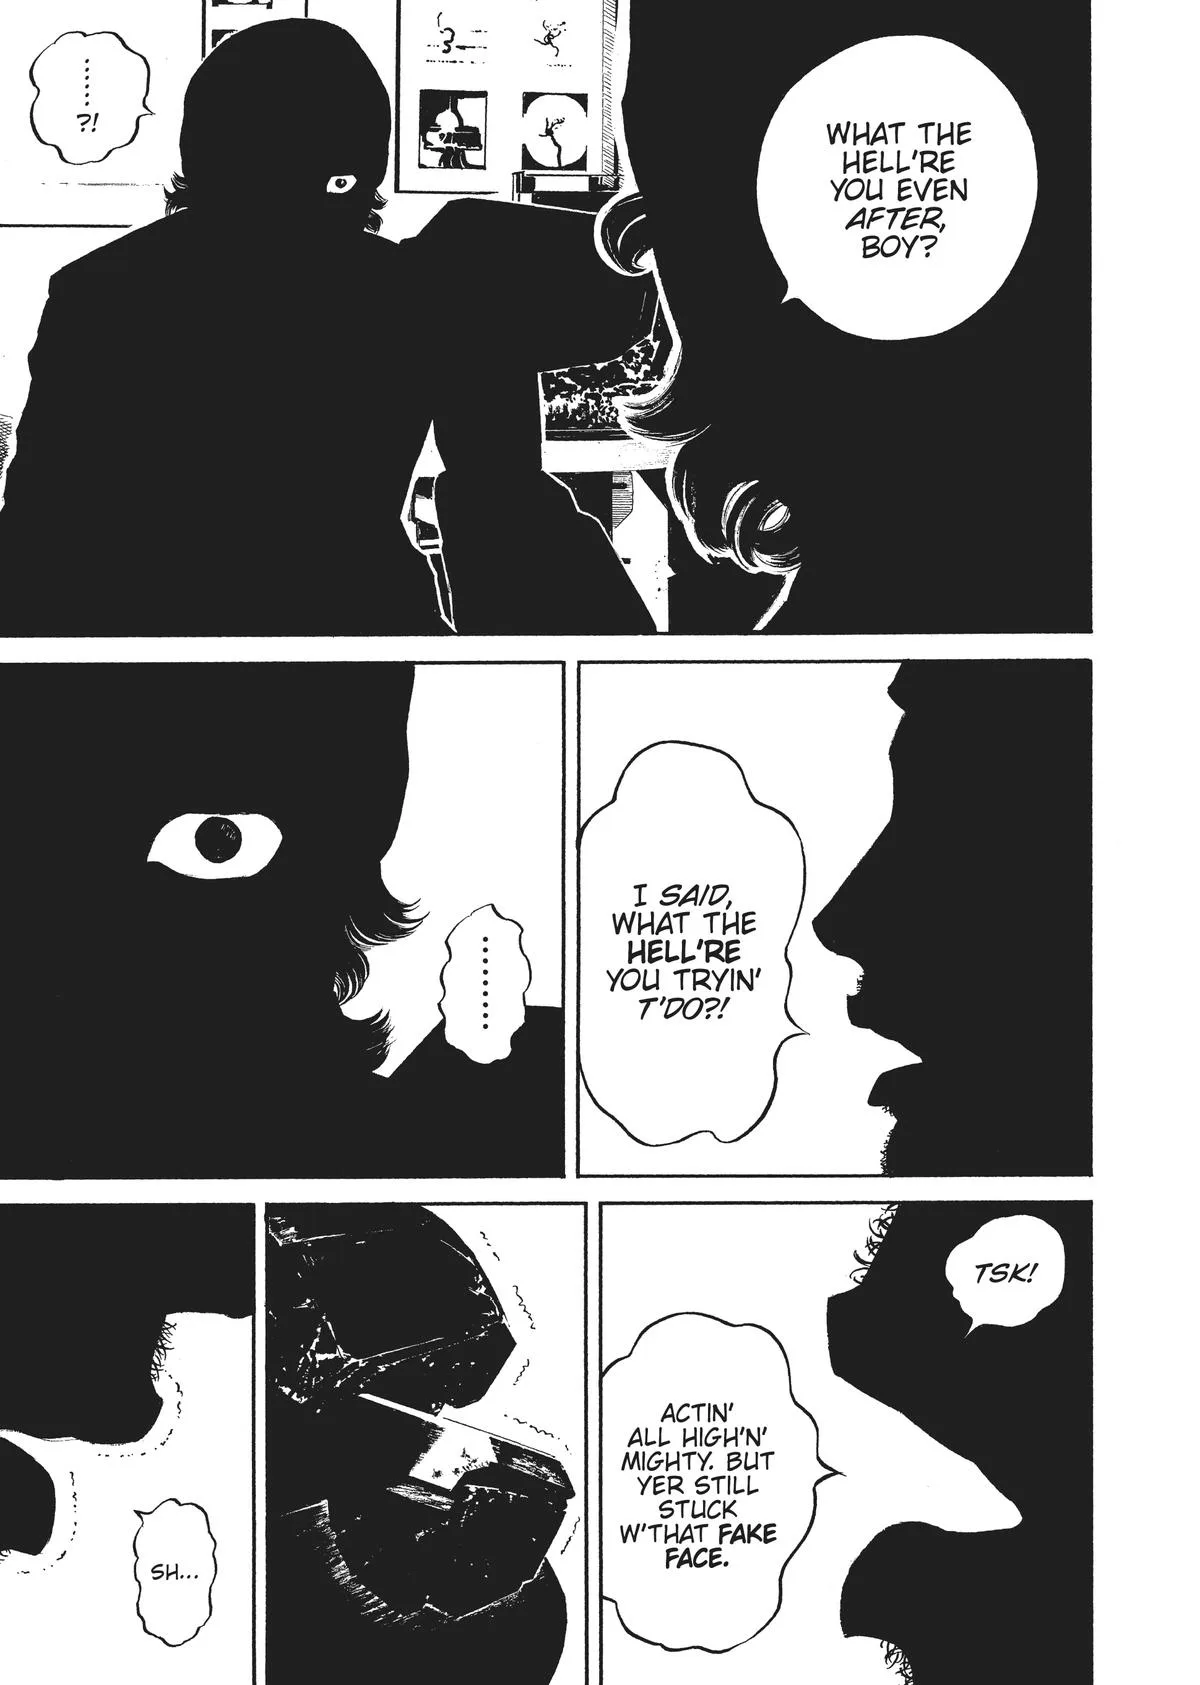 WHAT THE
HELL'RE
YOU EVEN
AFTER,
BOY?
.......
?!
I SAID,
WHAT THE
HELL'RE
YOU TRYIN'
T'DO?!
.........
TSK!
ACTIN'
ALL HIGH'N'
MIGHTY. BUT
YER STILL
STUCK
W'THAT FAKE
FACE.
SH...